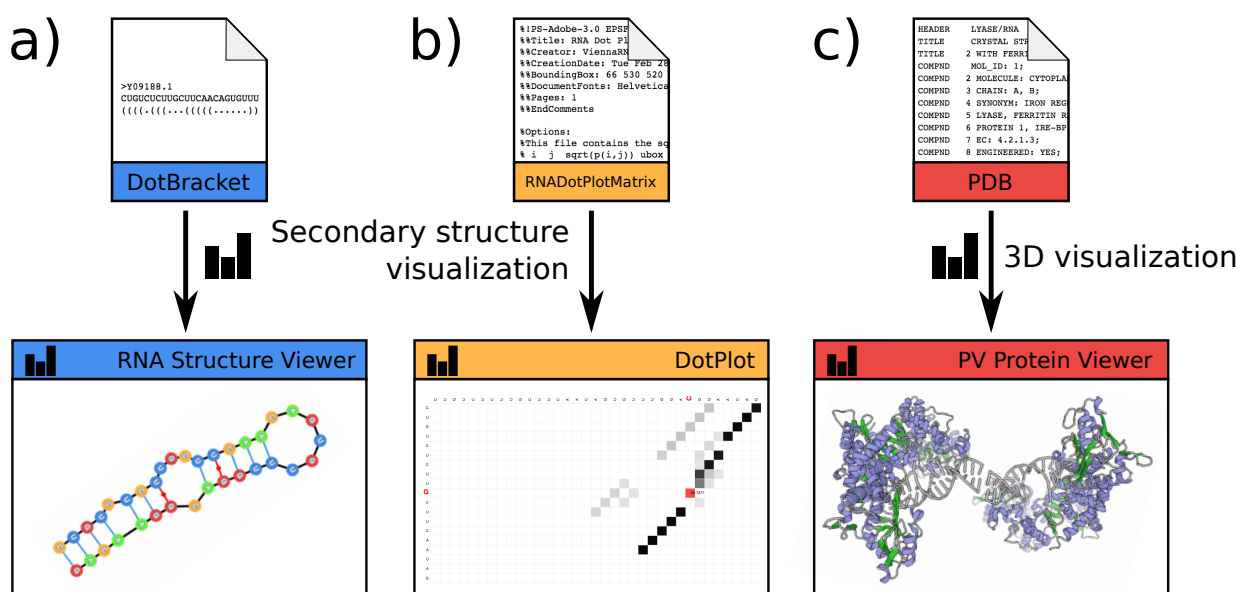 a)
>Y09188.1
CUGUCUCUUGCUUCAACAGUGUUU
((((.(((...(((((......))
DotBracket
b)
%!PS-Adobe-3.0 EPSF
%%Title: RNA Dot Pl
%%Creator: ViennaRN
%%CreationDate: Tue Feb 28
%%BoundingBox: 66 530 520
%%DocumentFonts: Helvetica
%%Pages: 1
%%EndComments
%Options:
%This file contains the sq
% i j sqrt(p(i,j)) ubox
RNADotPlotMatrix
c)
HEADER LYASE/RNA
TITLE CRYSTAL STR
TITLE 2 WITH FERRI
COMPND MOL_ID: 1;
COMPND 2 MOLECULE: CYTOPLA
COMPND 3 CHAIN: A, B;
COMPND 4 SYNONYM: IRON REG
COMPND 5 LYASE, FERRITIN R
COMPND 6 PROTEIN 1, IRE-BP
COMPND 7 EC: 4.2.1.3;
COMPND 8 ENGINEERED: YES;
PDB
Secondary structure
visualization
3D visualization
RNA Structure Viewer
DotPlot
C
G
PV Protein Viewer